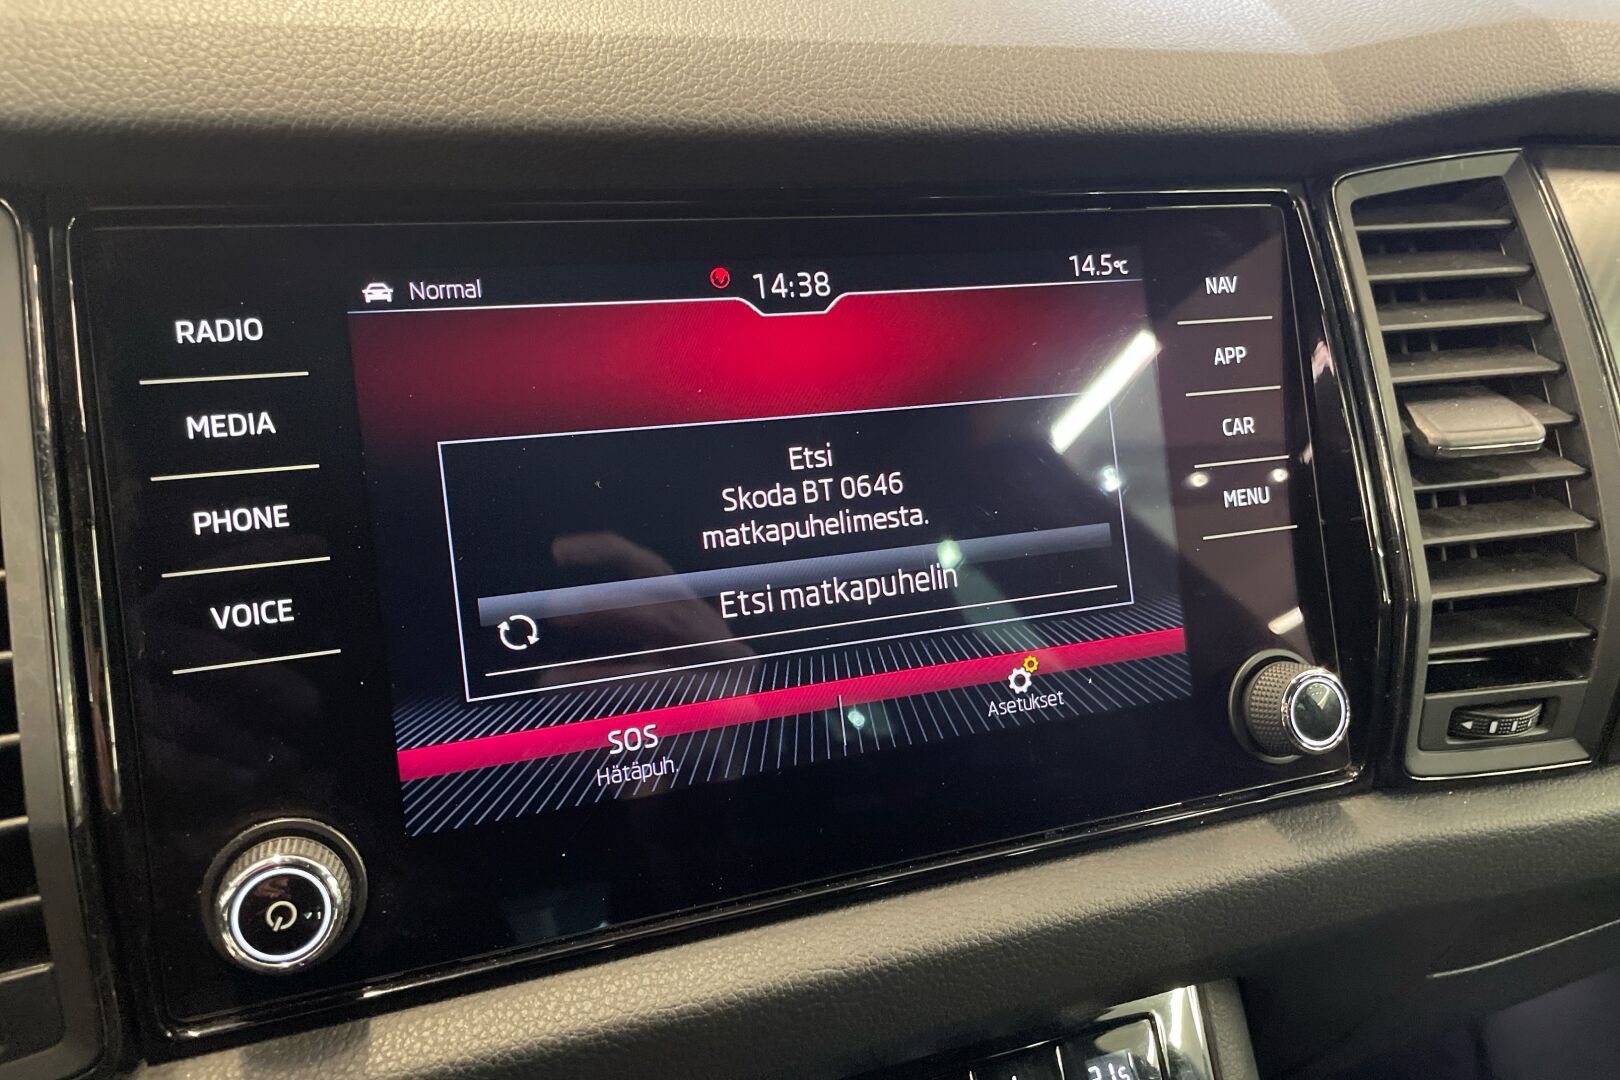 Normal
14:38
14.5°C
RADIO
MEDIA
PHONE
VOICE
NAV
APP
CAR
MENU
Etsi
Skoda BT 0646
matkapuhelimesta.
Etsi matkapuhelin
SOS
Hätäpuh.
Asetukset